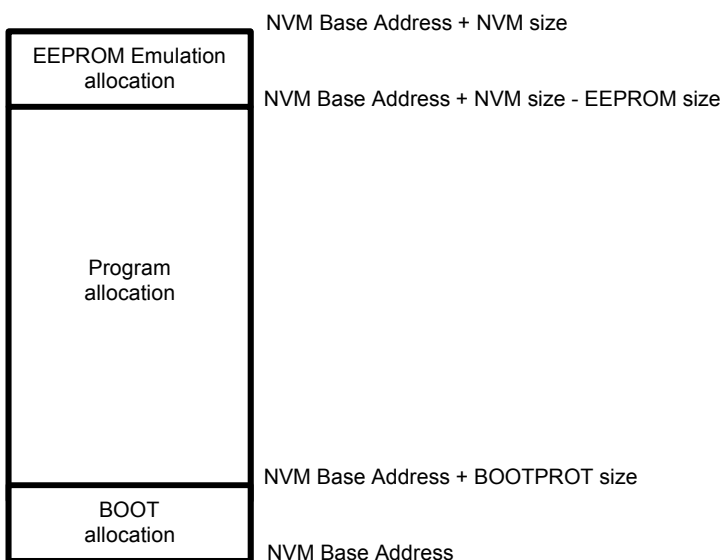 NVM Base Address + NVM size
EEPROM Emulation
allocation
NVM Base Address + NVM size - EEPROM size
Program
allocation
NVM Base Address + BOOTPROT size
BOOT
allocation
NVM Base Address